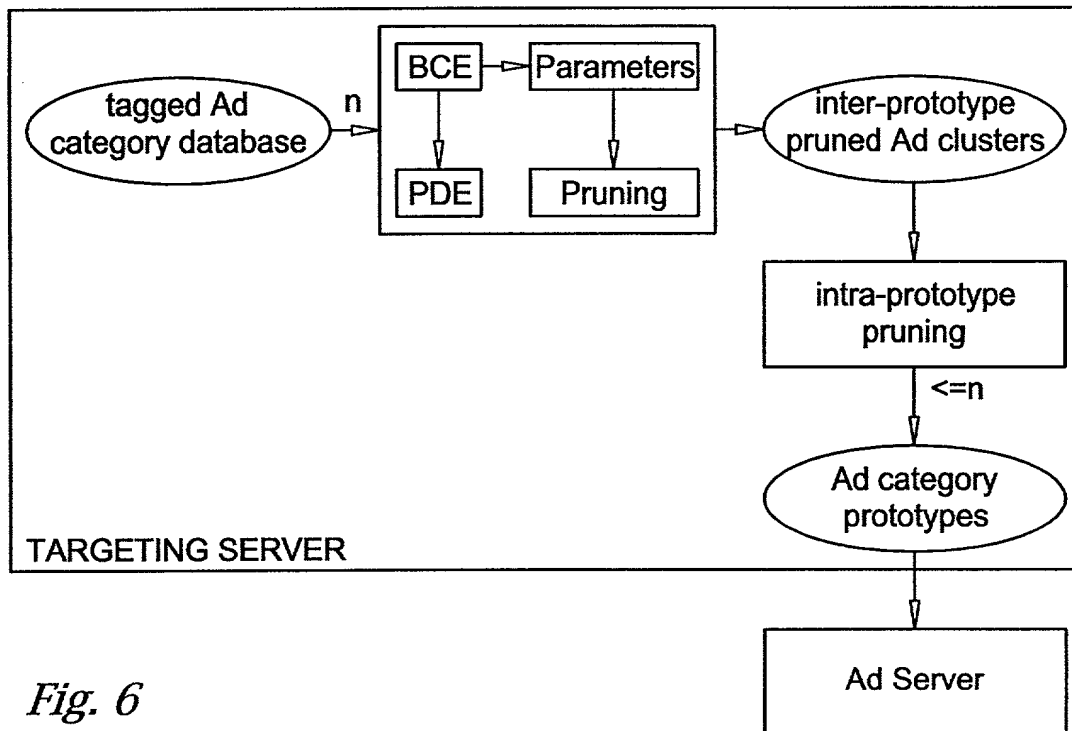 tagged Ad
category database
n
BCE
Parameters
PDE
Pruning
inter-prototype
pruned Ad clusters
intra-prototype
pruning
<=n
Ad category
prototypes
TARGETING SERVER
Ad Server
Fig. 6